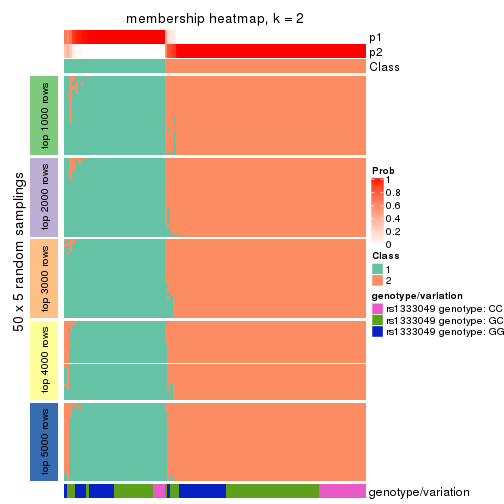 membership heatmap, k = 2
p1
p2
Class
50 x 5 random samplings
top 1000 rows
top 2000 rows
top 3000 rows
top 4000 rows
top 5000 rows
Prob
1
0.8
0.6
0.4
0.2
0
Class
1
2
genotype/variation
rs1333049 genotype: CC
rs1333049 genotype: GC
rs1333049 genotype: GG
genotype/variation